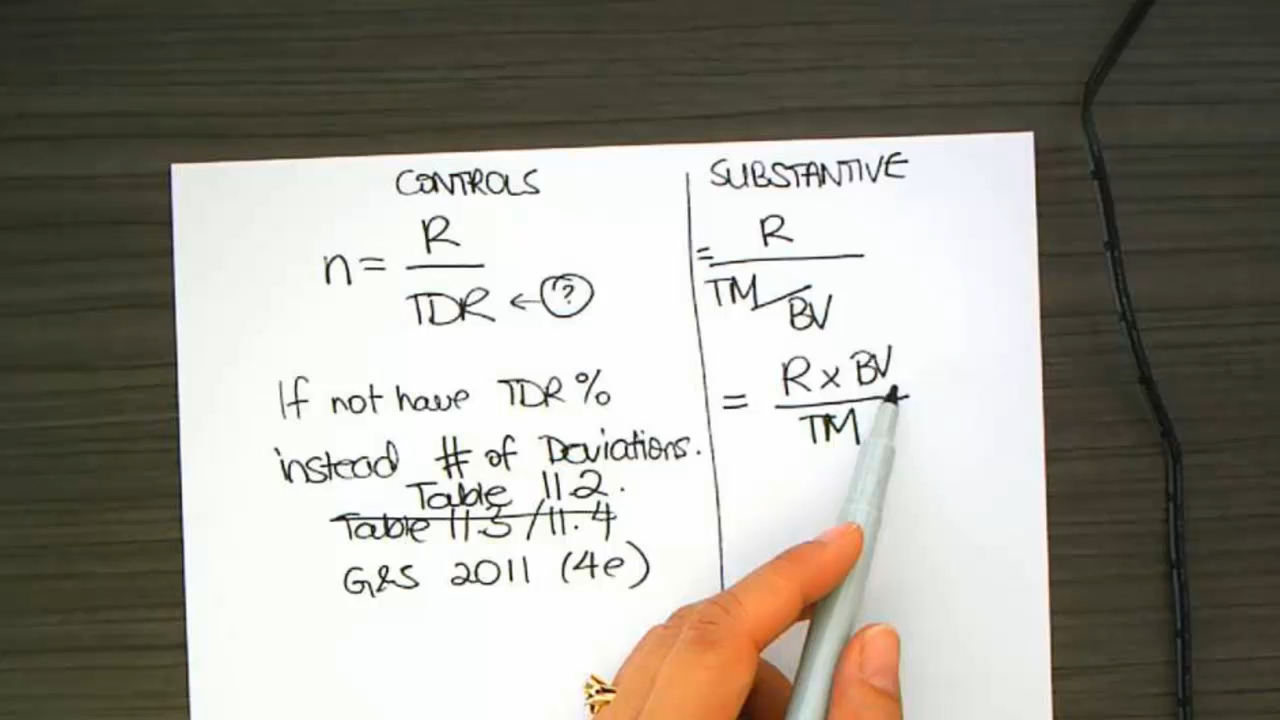 CONTROLS
n = R
TDR ← ?
If not have TDR %
instead # of Deviations.
Table 11.2.
Table 11.3 / 11.4
G&S 2011 (4e)
SUBSTANTIVE
= R
TM / BV
= R x BV
TM